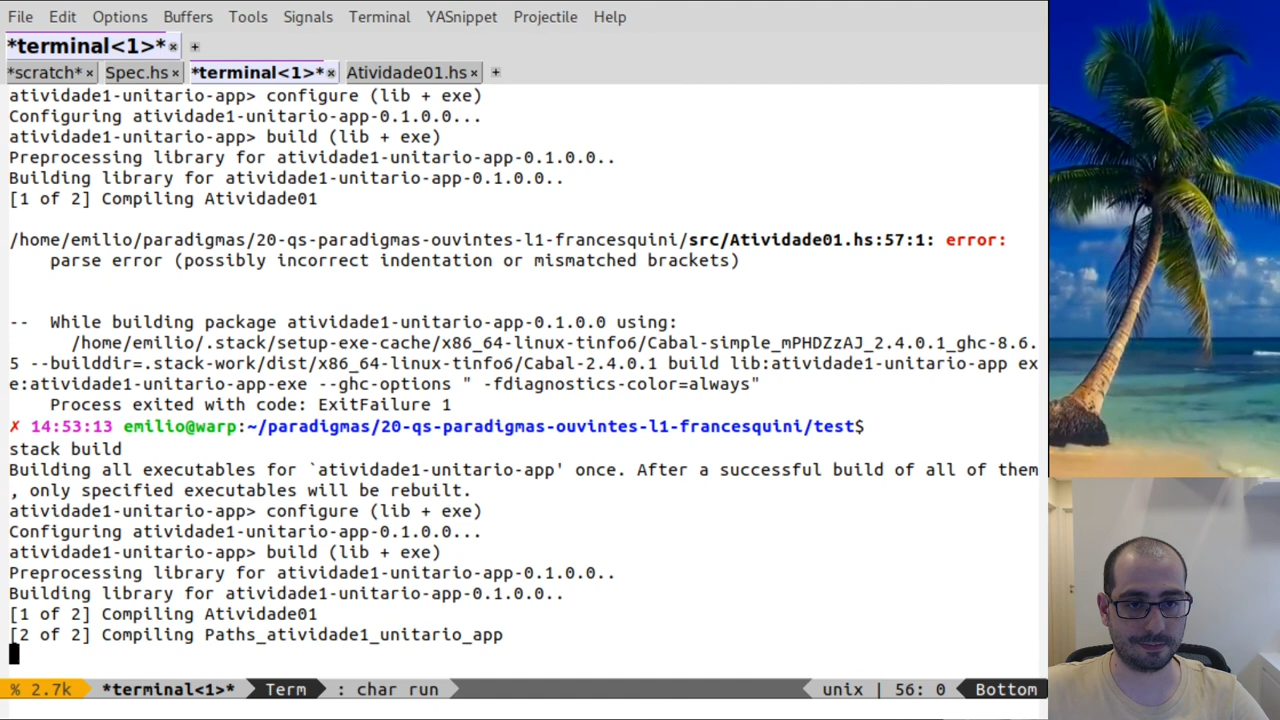 File Edit Options Buffers Tools Signals Terminal YASnippet Projectile Help
*terminal<1>* × +
*scratch* × Spec.hs × *terminal<1>* × Atividade01.hs × +
atividade1-unitario-app> configure (lib + exe)
Configuring atividade1-unitario-app-0.1.0.0...
atividade1-unitario-app> build (lib + exe)
Preprocessing library for atividade1-unitario-app-0.1.0.0..
Building library for atividade1-unitario-app-0.1.0.0..
[1 of 2] Compiling Atividade01
/home/emilio/paradigmas/20-qs-paradigmas-ouvintes-l1-francesquini/src/Atividade01.hs:57:1: error:
parse error (possibly incorrect indentation or mismatched brackets)
-- While building package atividade1-unitario-app-0.1.0.0 using:
/home/emilio/.stack/setup-exe-cache/x86_64-linux-tinfo6/Cabal-simple_mPHDZzAJ_2.4.0.1_ghc-8.6.
5 --builddir=.stack-work/dist/x86_64-linux-tinfo6/Cabal-2.4.0.1 build lib:atividade1-unitario-app ex
e:atividade1-unitario-app-exe --ghc-options " -fdiagnostics-color=always"
Process exited with code: ExitFailure 1
✗ 14:53:13 emilio@warp:~/paradigmas/20-qs-paradigmas-ouvintes-l1-francesquini/test$
stack build
Building all executables for `atividade1-unitario-app' once. After a successful build of all of them
, only specified executables will be rebuilt.
atividade1-unitario-app> configure (lib + exe)
Configuring atividade1-unitario-app-0.1.0.0...
atividade1-unitario-app> build (lib + exe)
Preprocessing library for atividade1-unitario-app-0.1.0.0..
Building library for atividade1-unitario-app-0.1.0.0..
[1 of 2] Compiling Atividade01
[2 of 2] Compiling Paths_atividade1_unitario_app
% 2.7k *terminal<1>* Term : char run unix | 56: 0 Bottom